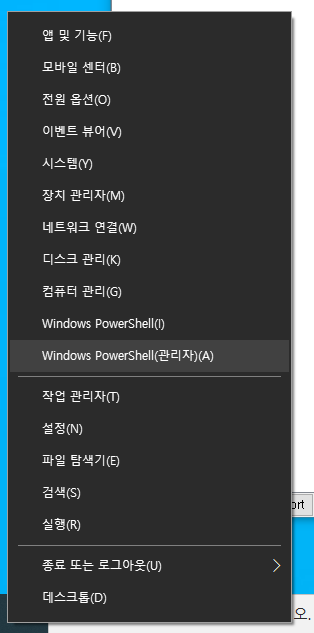 앱 및 기능(F)
모바일 센터(B)
전원 옵션(O)
이벤트 뷰어(V)
시스템(Y)
장치 관리자(M)
네트워크 연결(W)
디스크 관리(K)
컴퓨터 관리(G)
Windows PowerShell(I)
Windows PowerShell(관리자)(A)
작업 관리자(T)
설정(N)
파일 탐색기(E)
검색(S)
실행(R)
종료 또는 로그아웃(U)
데스크톱(D)
오.